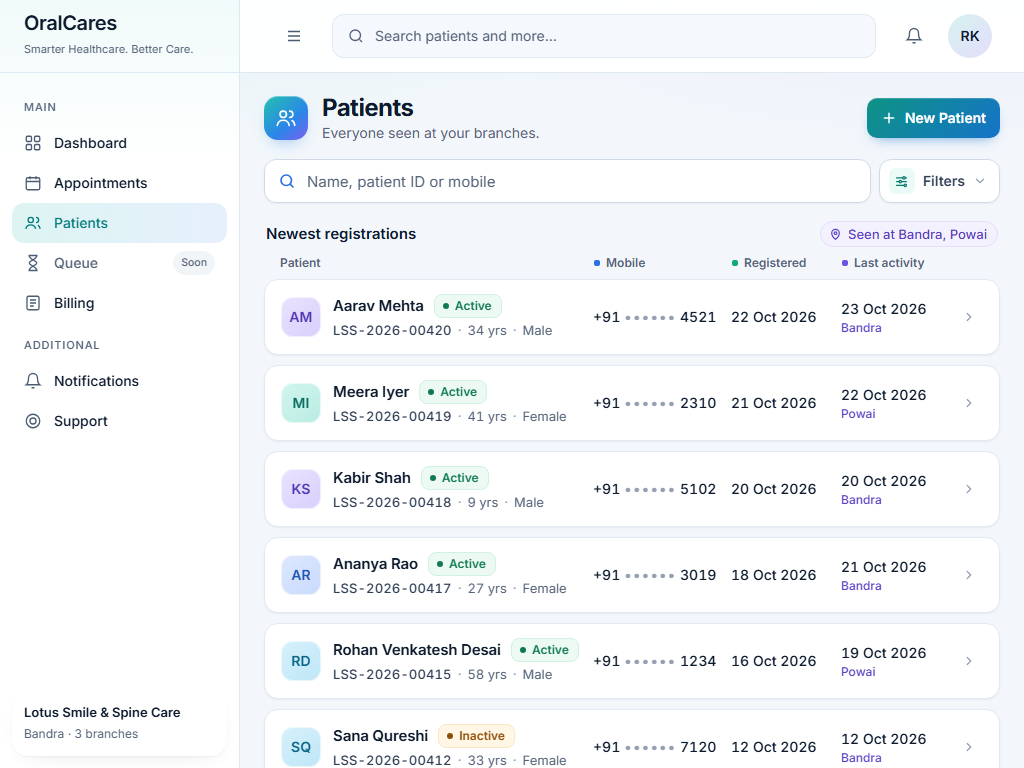 OralCares
Smarter Healthcare. Better Care.
Search patients and more...
RK
MAIN
Dashboard
Appointments
Patients
Queue Soon
Billing
ADDITIONAL
Notifications
Support
Lotus Smile & Spine Care
Bandra · 3 branches
Patients
Everyone seen at your branches.
New Patient
Name, patient ID or mobile
Filters
Newest registrations
Seen at Bandra, Powai
Patient Mobile Registered Last activity
AM Aarav Mehta Active
LSS-2026-00420 · 34 yrs · Male
+91 •••••• 4521 22 Oct 2026 23 Oct 2026
Bandra
MI Meera Iyer Active
LSS-2026-00419 · 41 yrs · Female
+91 •••••• 2310 21 Oct 2026 22 Oct 2026
Powai
KS Kabir Shah Active
LSS-2026-00418 · 9 yrs · Male
+91 •••••• 5102 20 Oct 2026 20 Oct 2026
Bandra
AR Ananya Rao Active
LSS-2026-00417 · 27 yrs · Female
+91 •••••• 3019 18 Oct 2026 21 Oct 2026
Bandra
RD Rohan Venkatesh Desai Active
LSS-2026-00415 · 58 yrs · Male
+91 •••••• 1234 16 Oct 2026 19 Oct 2026
Powai
SQ Sana Qureshi Inactive
LSS-2026-00412 · 33 yrs · Female
+91 •••••• 7120 12 Oct 2026 12 Oct 2026
Bandra